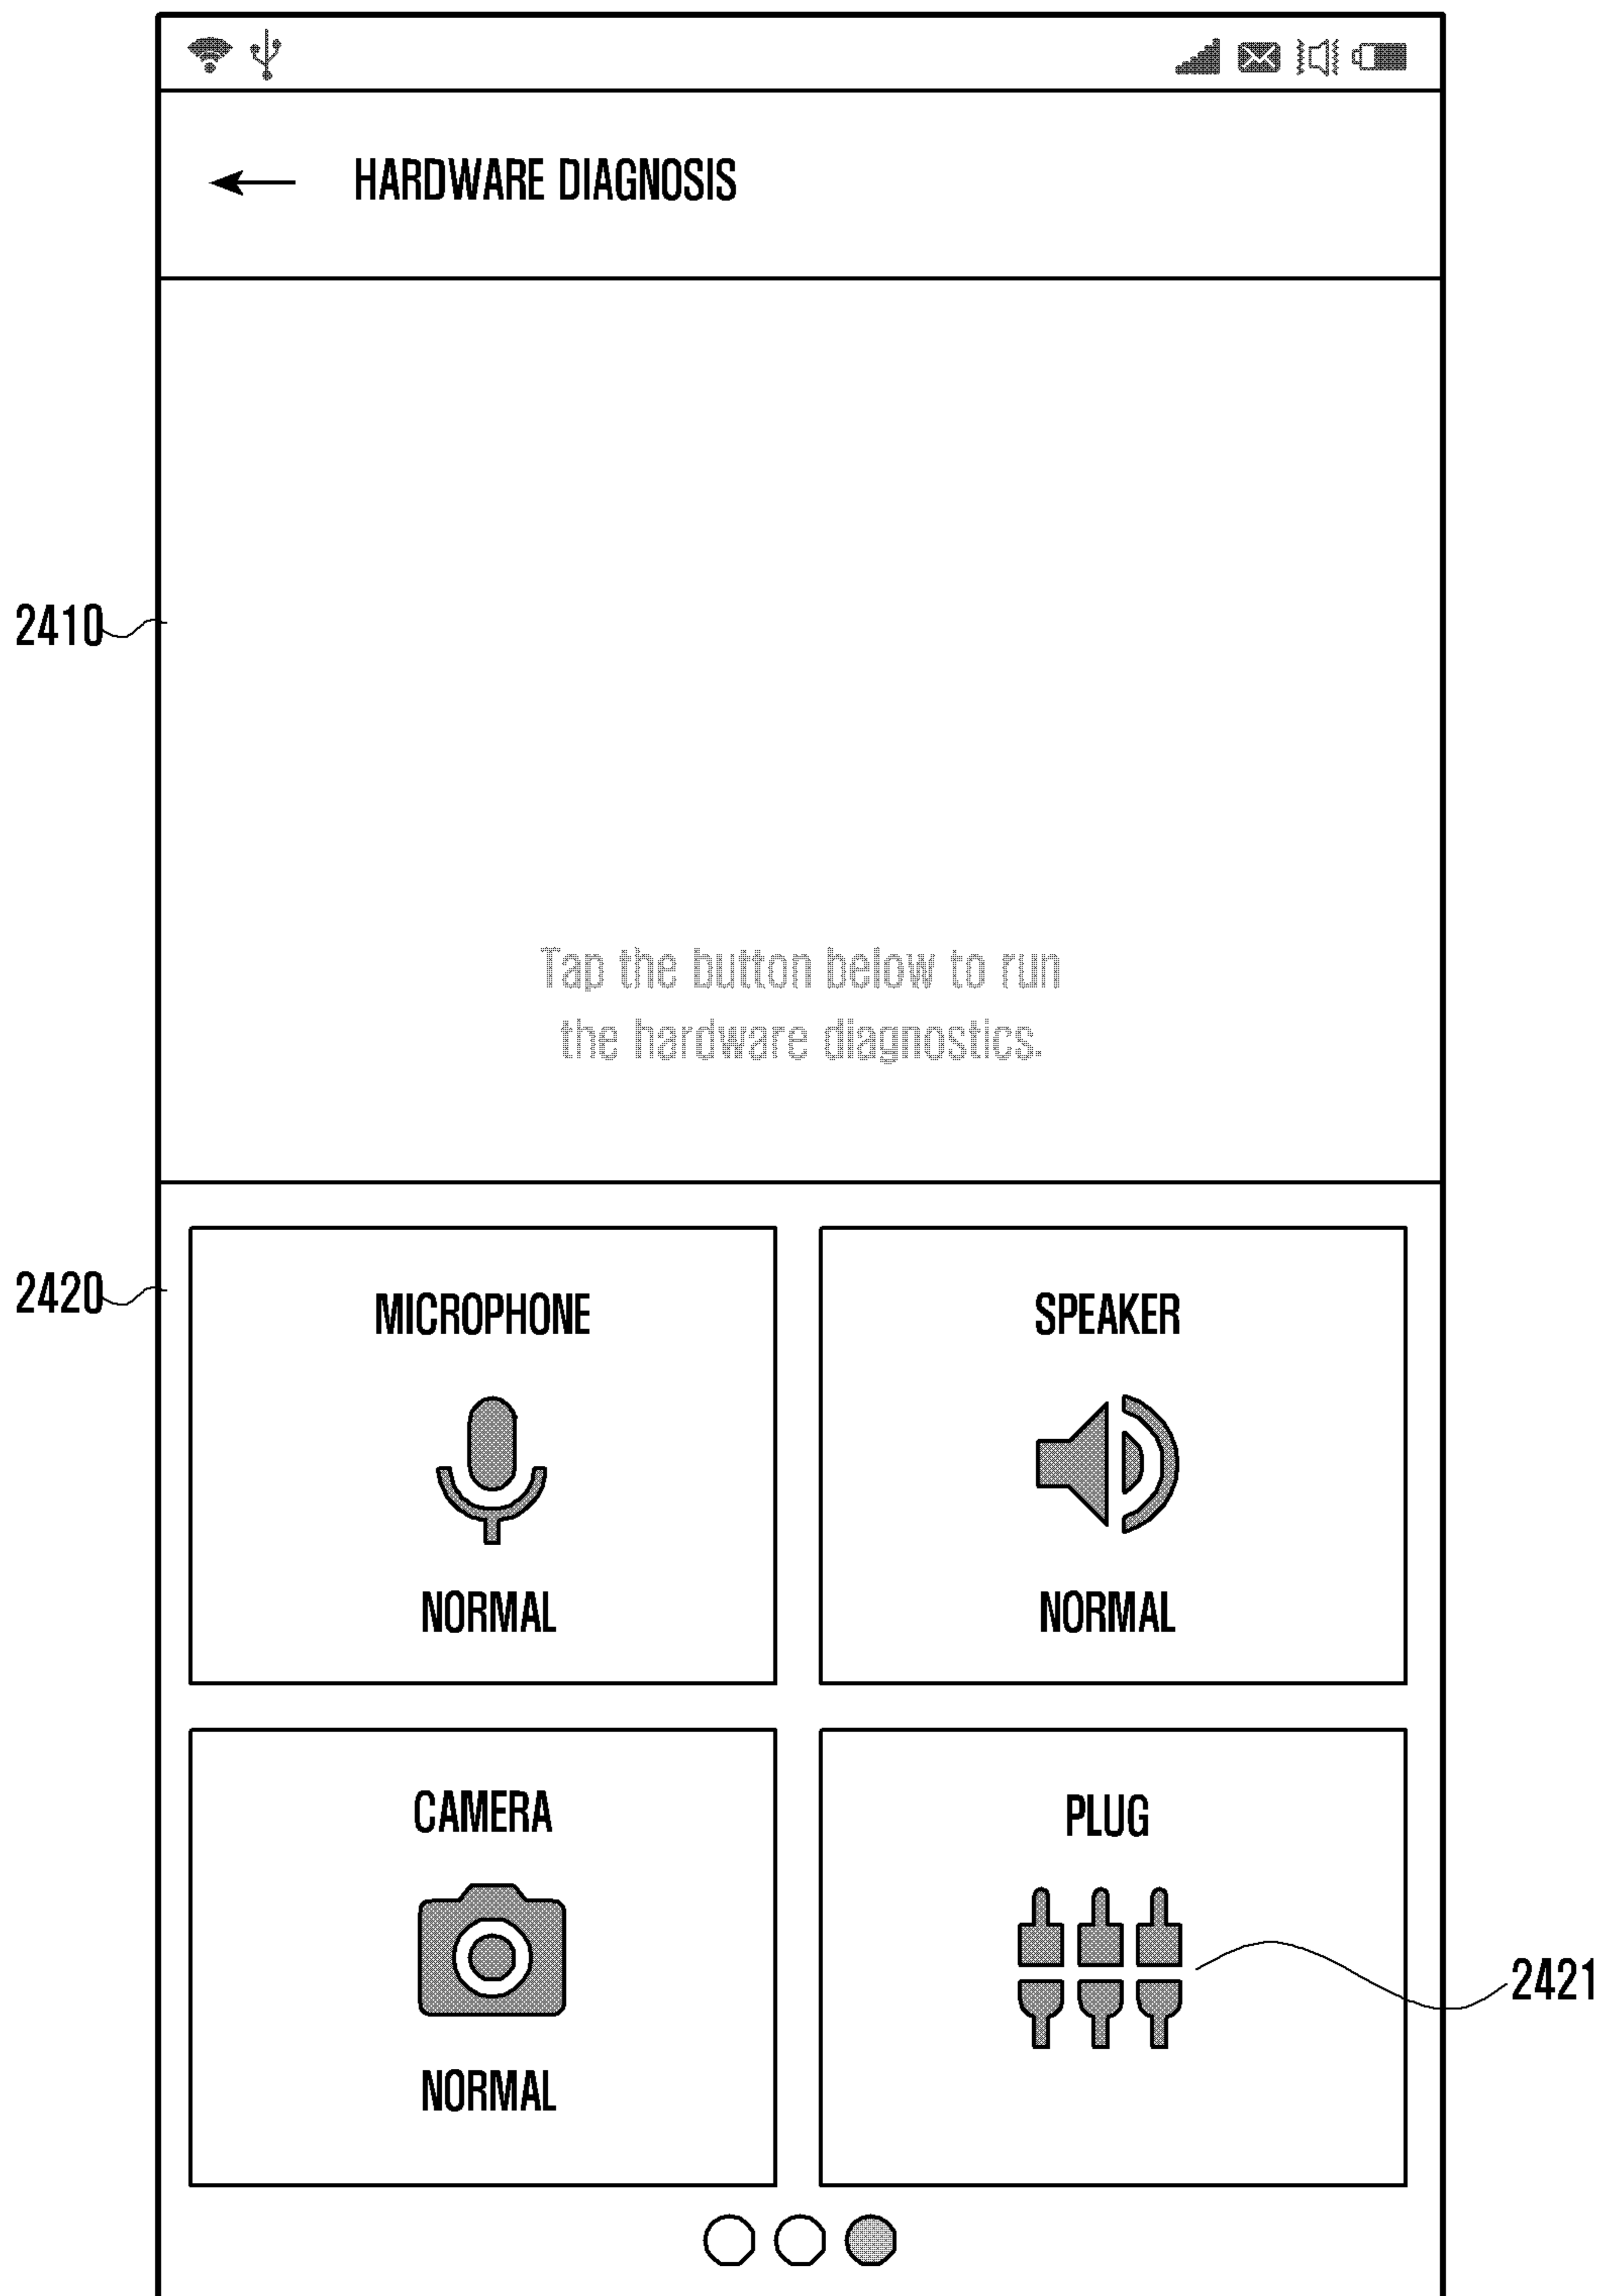 HARDWARE DIAGNOSIS
2410
Tap the button below to run
the hardware diagnostics.
2420
MICROPHONE
SPEAKER
NORMAL
NORMAL
CAMERA
PLUG
2421
NORMAL